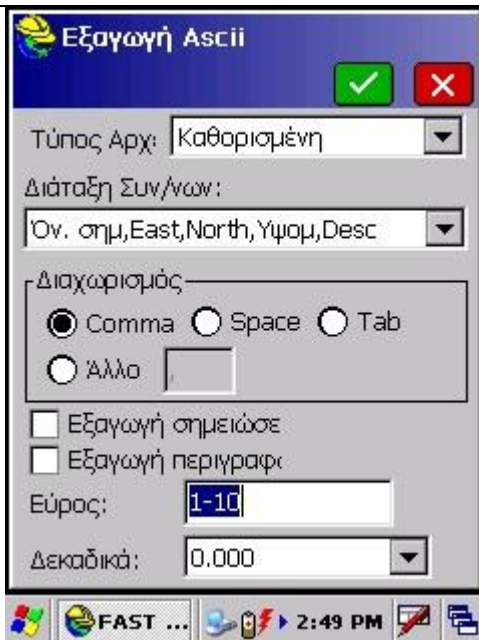 Εξαγωγή Ascii
Τύπος Αρχι Καθορισμένη
Διάταξη Συν/νων:
Όν. σημ,East,North,Υψομ,Desc
Διαχωρισμός
Comma Space Tab
Άλλο ,
Εξαγωγή σημειώσε
Εξαγωγή περιγραφ
Εύρος: 1-10
Δεκαδικά: 0.000
FAST ... 2:49 PM